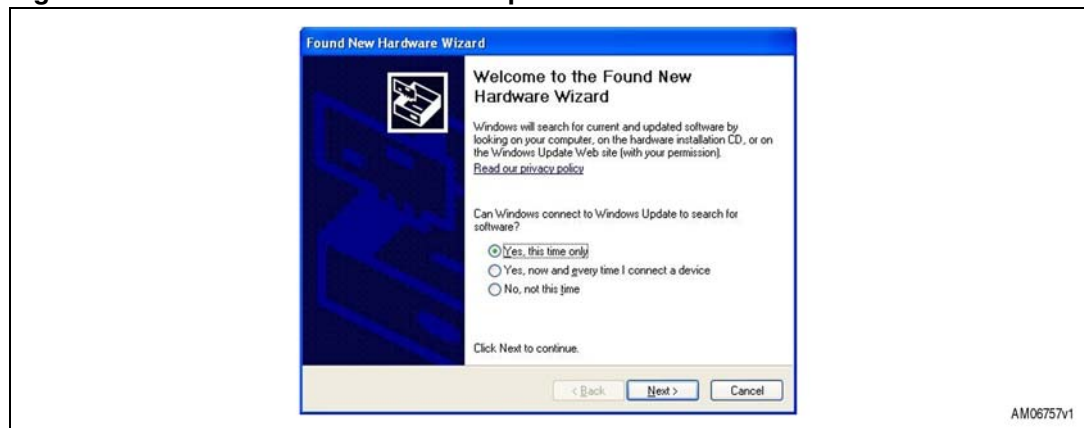 Found New Hardware Wizard
Welcome to the Found New
Hardware Wizard
Windows will search for current and updated software by
looking on your computer, on the hardware installation CD, or on
the Windows Update Web site (with your permission).
Read our privacy policy
Can Windows connect to Windows Update to search for
software?
Yes, this time only
Yes, now and every time I connect a device
No, not this time
Click Next to continue.
< Back
Next >
Cancel
AM06757v1